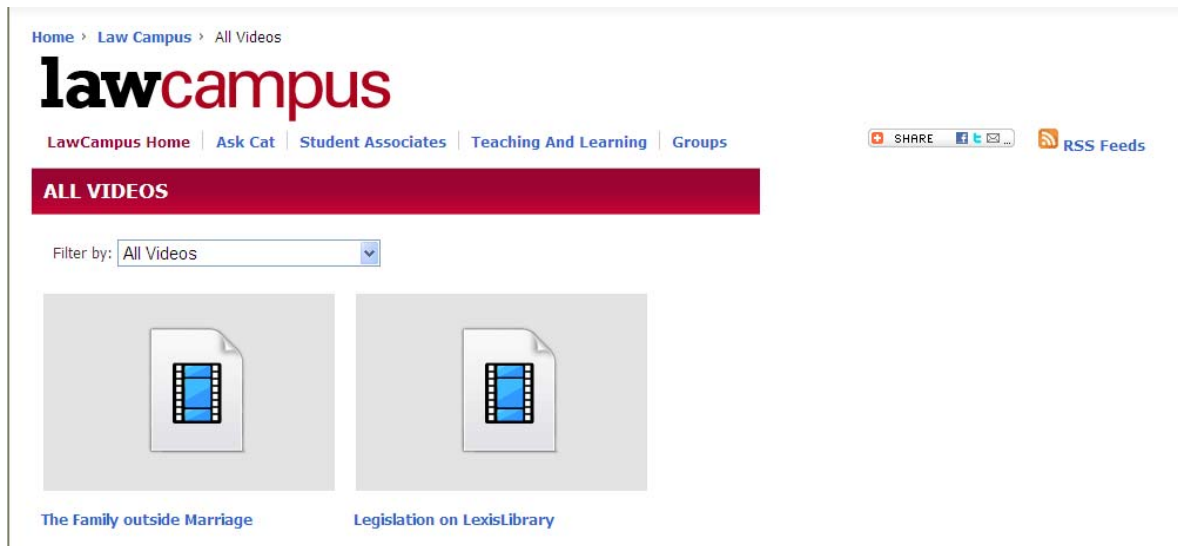 Home › Law Campus › All Videos
lawcampus
LawCampus Home | Ask Cat | Student Associates | Teaching And Learning | Groups
SHARE ...
RSS Feeds
ALL VIDEOS
Filter by: All Videos
The Family outside Marriage
Legislation on LexisLibrary